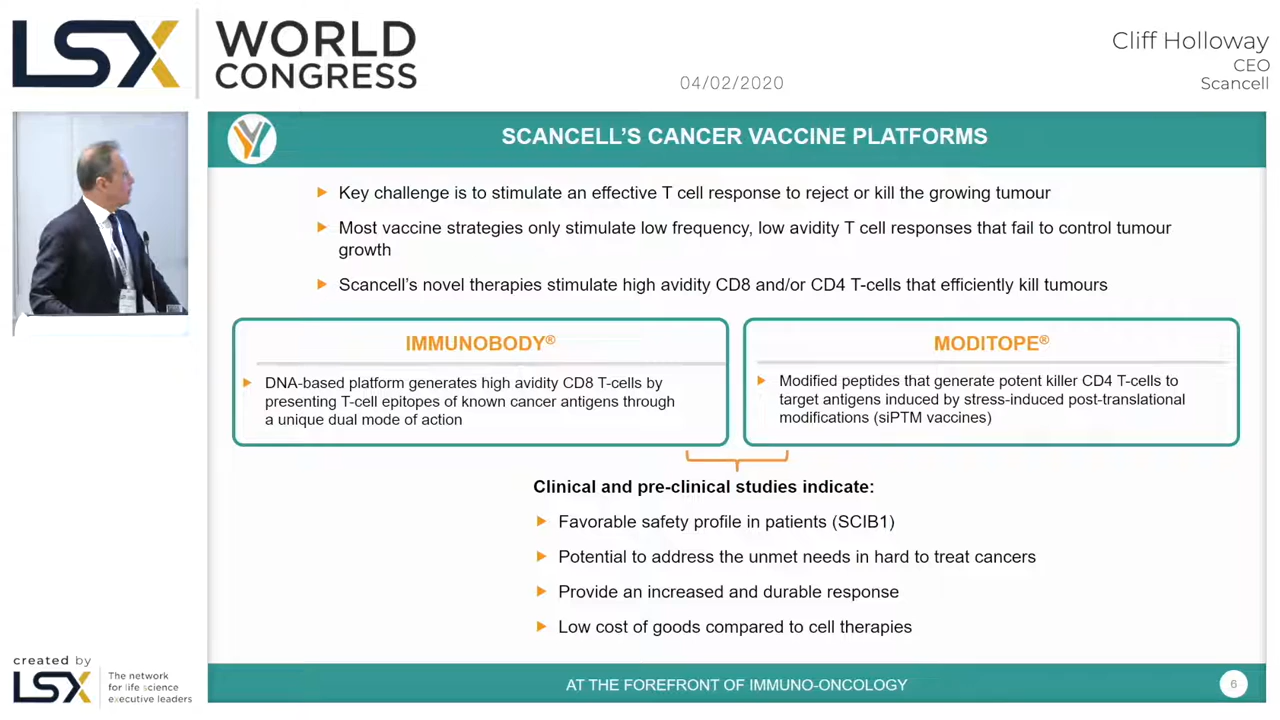 LSX
WORLD
CONGRESS
04/02/2020
Cliff Holloway
CEO
Scancell
SCANCELL'S CANCER VACCINE PLATFORMS
Key challenge is to stimulate an effective T cell response to reject or kill the growing tumour
Most vaccine strategies only stimulate low frequency, low avidity T cell responses that fail to control tumour
growth
Scancell's novel therapies stimulate high avidity CD8 and/or CD4 T-cells that efficiently kill tumours
IMMUNOBODY®
DNA-based platform generates high avidity CD8 T-cells by
presenting T-cell epitopes of known cancer antigens through
a unique dual mode of action
MODITOPE®
Modified peptides that generate potent killer CD4 T-cells to
target antigens induced by stress-induced post-translational
modifications (siPTM vaccines)
Clinical and pre-clinical studies indicate:
Favorable safety profile in patients (SCIB1)
Potential to address the unmet needs in hard to treat cancers
Provide an increased and durable response
Low cost of goods compared to cell therapies
AT THE FOREFRONT OF IMMUNO-ONCOLOGY
6
created by
LSX
The network
for life science
executive leaders